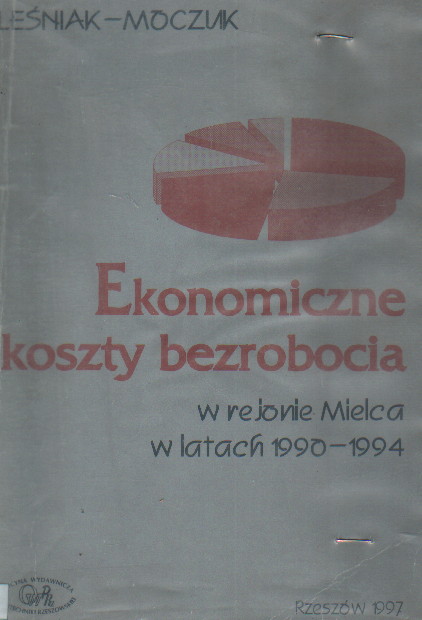 LEŚNIAK-MOCZUK
Ekonomiczne
koszty bezrobocia
w rejonie Mielca
w latach 1990-1994
Rzeszów 1997